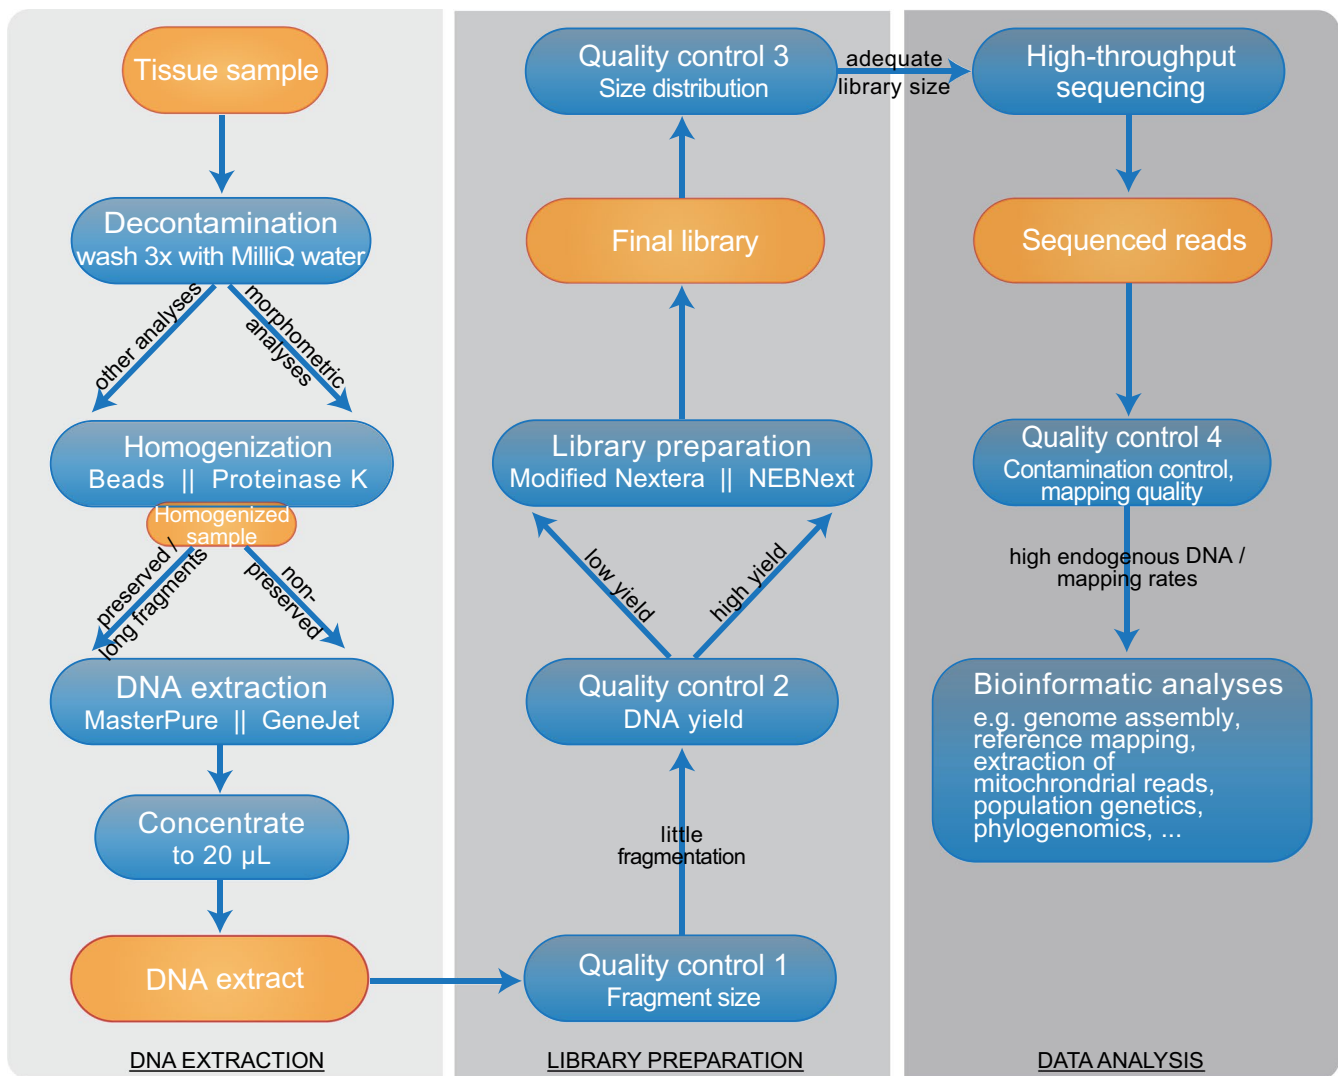 Tissue sample
Decontamination
wash 3x with MilliQ water
other analyses
morphometric
analyses
Homogenization
Beads || Proteinase K
Homogenized
sample
preserved /
long fragments
non-
preserved
DNA extraction
MasterPure || GeneJet
Concentrate
to 20 µL
DNA extract
DNA EXTRACTION
Quality control 3
Size distribution
adequate
library size
Final library
Library preparation
Modified Nextera || NEBNext
low yield
high yield
Quality control 2
DNA yield
little
fragmentation
Quality control 1
Fragment size
LIBRARY PREPARATION
High-throughput
sequencing
Sequenced reads
Quality control 4
Contamination control,
mapping quality
high endogenous DNA /
mapping rates
Bioinformatic analyses
e.g. genome assembly,
reference mapping,
extraction of
mitochrondrial reads,
population genetics,
phylogenomics, ...
DATA ANALYSIS